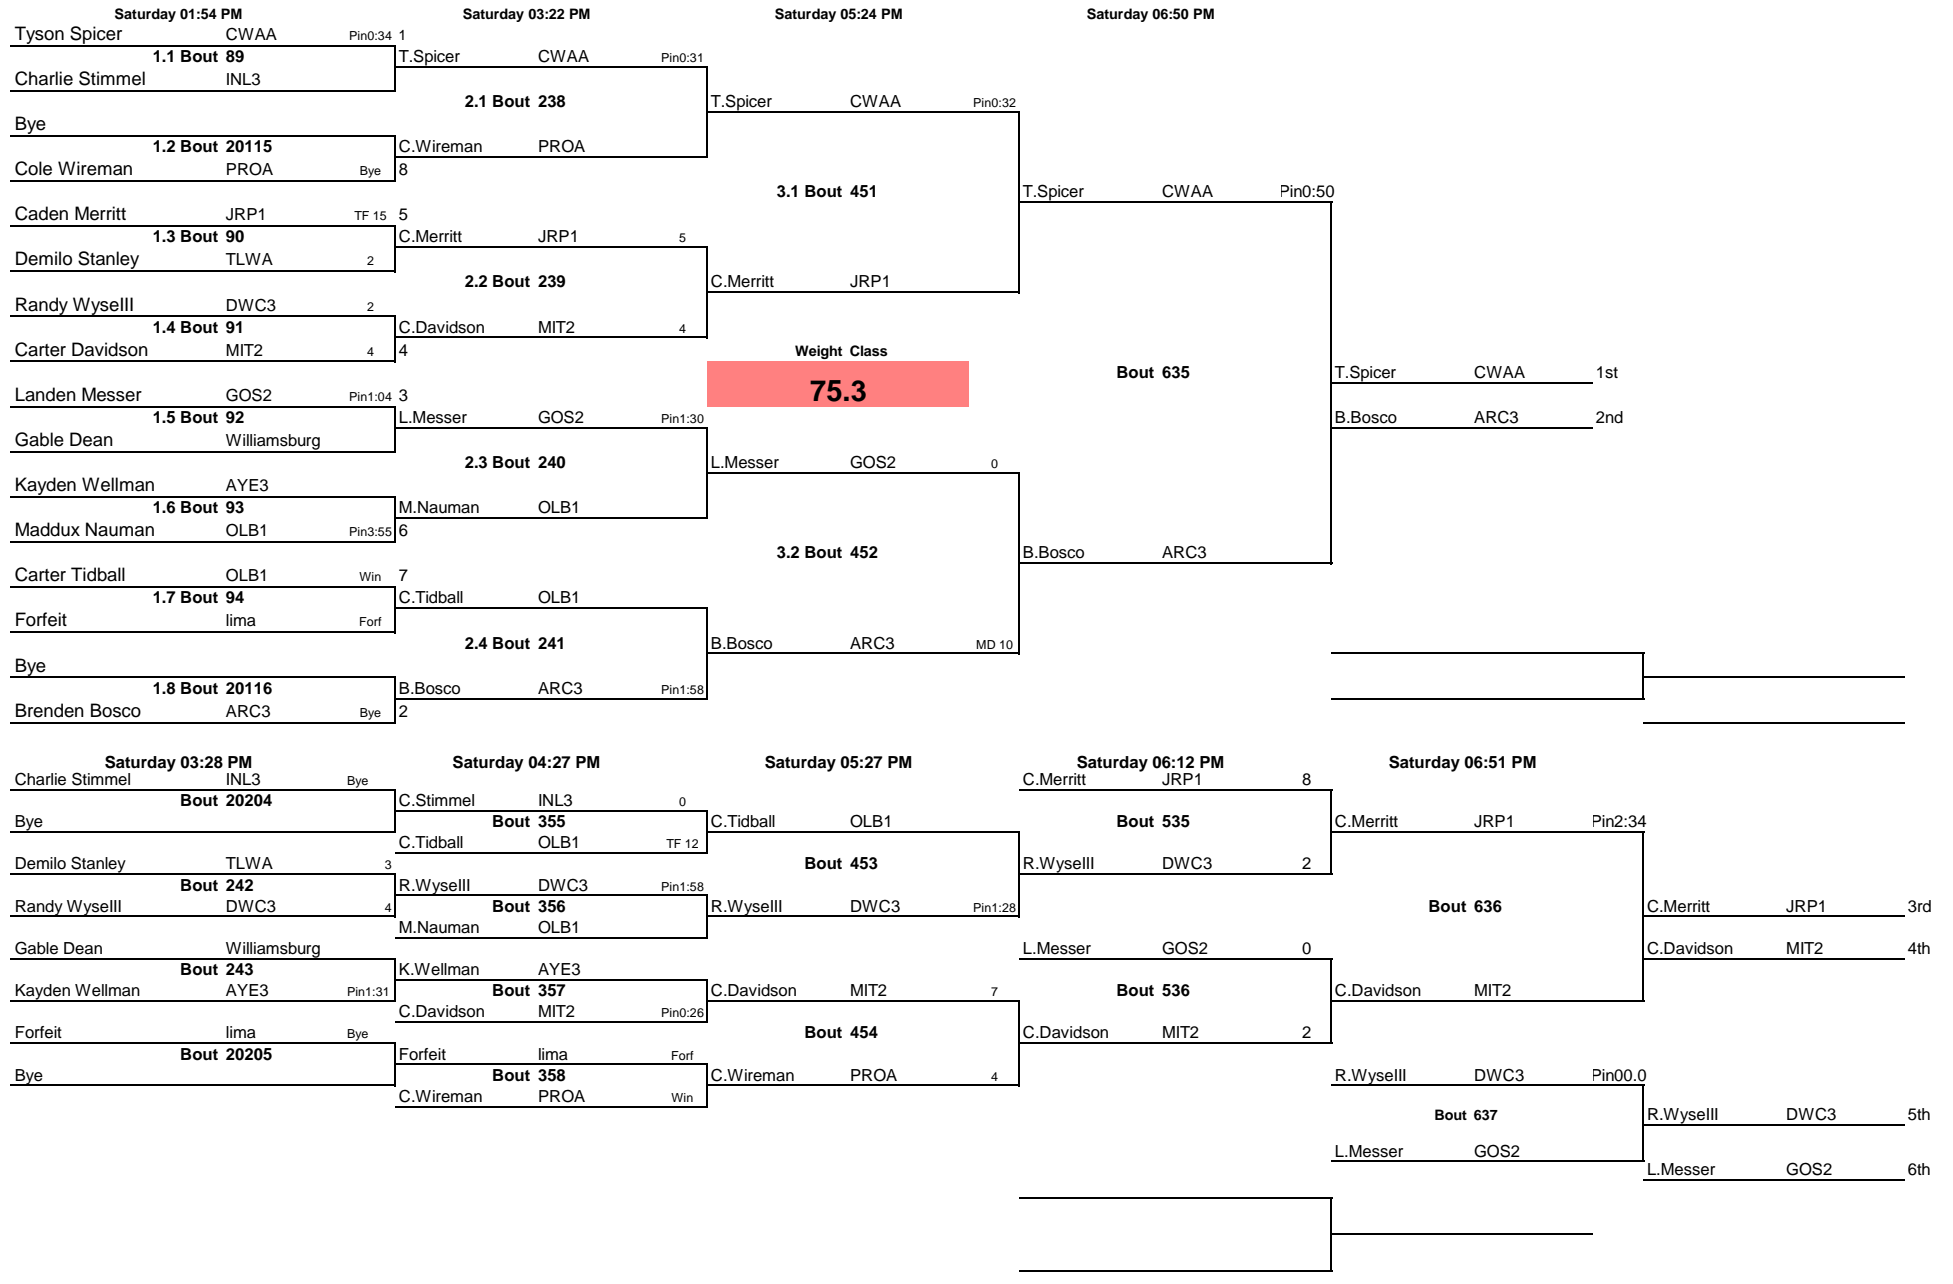 Saturday 01:54 PM Saturday 03:22 PM Saturday 05:24 PM Saturday 06:50 PM
Tyson Spicer CWAA Pin0:34 1
1.1 Bout 89 T.Spicer CWAA Pin0:31
Charlie Stimmel INL3
2.1 Bout 238 T.Spicer CWAA Pin0:32
Bye
1.2 Bout 20115 C.Wireman PROA
Cole Wireman PROA Bye 8
3.1 Bout 451 T.Spicer CWAA Pin0:50
Caden Merritt JRP1 TF 15 5
1.3 Bout 90 C.Merritt JRP1 5
Demilo Stanley TLWA 2
2.2 Bout 239 C.Merritt JRP1
Randy WyseIII DWC3 2
1.4 Bout 91 C.Davidson MIT2 4
Carter Davidson MIT2 4 4 Weight Class
Bout 635 T.Spicer CWAA 1st
75.3
Landen Messer GOS2 Pin1:04 3
1.5 Bout 92 L.Messer GOS2 Pin1:30 B.Bosco ARC3 2nd
Gable Dean Williamsburg
2.3 Bout 240 L.Messer GOS2 0
Kayden Wellman AYE3
1.6 Bout 93 M.Nauman OLB1
Maddux Nauman OLB1 Pin3:55 6
3.2 Bout 452 B.Bosco ARC3
Carter Tidball OLB1 Win 7
1.7 Bout 94 C.Tidball OLB1
Forfeit lima Forf
2.4 Bout 241 B.Bosco ARC3 MD 10
Bye
1.8 Bout 20116 B.Bosco ARC3 Pin1:58
Brenden Bosco ARC3 Bye 2
Saturday 03:28 PM Saturday 04:27 PM Saturday 05:27 PM Saturday 06:12 PM Saturday 06:51 PM
Charlie Stimmel INL3 Bye C.Merritt JRP1 8
Bout 20204 C.Stimmel INL3 0
Bye Bout 355 C.Tidball OLB1 Bout 535 C.Merritt JRP1 Pin2:34
C.Tidball OLB1 TF 12
Demilo Stanley TLWA 3 Bout 453 R.WyseIII DWC3 2
Bout 242 R.WyseIII DWC3 Pin1:58
Randy WyseIII DWC3 4 Bout 356 R.WyseIII DWC3 Pin1:28 Bout 636 C.Merritt JRP1 3rd
M.Nauman OLB1
Gable Dean Williamsburg L.Messer GOS2 0 C.Davidson MIT2 4th
Bout 243 K.Wellman AYE3
Kayden Wellman AYE3 Pin1:31 Bout 357 C.Davidson MIT2 7 Bout 536 C.Davidson MIT2
C.Davidson MIT2 Pin0:26
Forfeit lima Bye Bout 454 C.Davidson MIT2 2
Bout 20205 Forfeit lima Forf
Bye Bout 358 C.Wireman PROA 4 R.WyseIII DWC3 Pin00.0
C.Wireman PROA Win
Bout 637 R.WyseIII DWC3 5th
L.Messer GOS2
L.Messer GOS2 6th